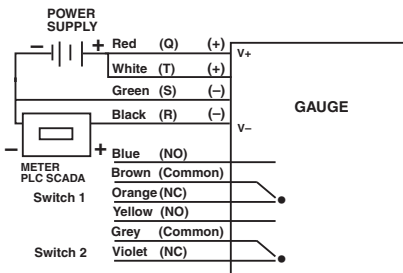 POWER
SUPPLY
– + Red (Q) (+)
V+
White (T) (+)
Green (S) (–)
GAUGE
Black (R) (–)
V–
– +
METER
PLC SCADA
Blue (NO)
Brown (Common)
Switch 1
Orange (NC)
Yellow (NO)
Grey (Common)
Switch 2
Violet (NC)